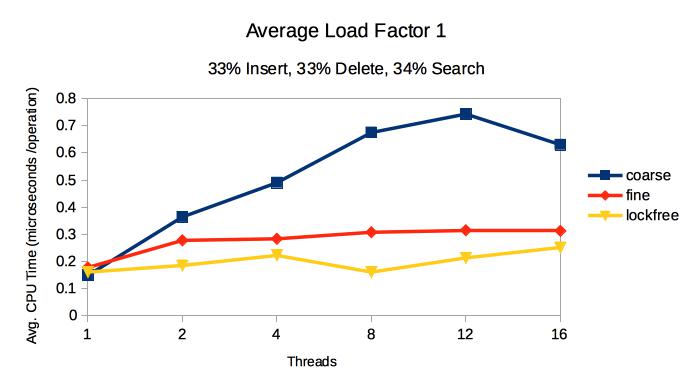 Average Load Factor 1
33% Insert, 33% Delete, 34% Search
Avg. CPU Time (microseconds /operation)
0.8
0.7
0.6
0.5
0.4
0.3
0.2
0.1
0
1 2 4 8 12 16
Threads
coarse
fine
lockfree